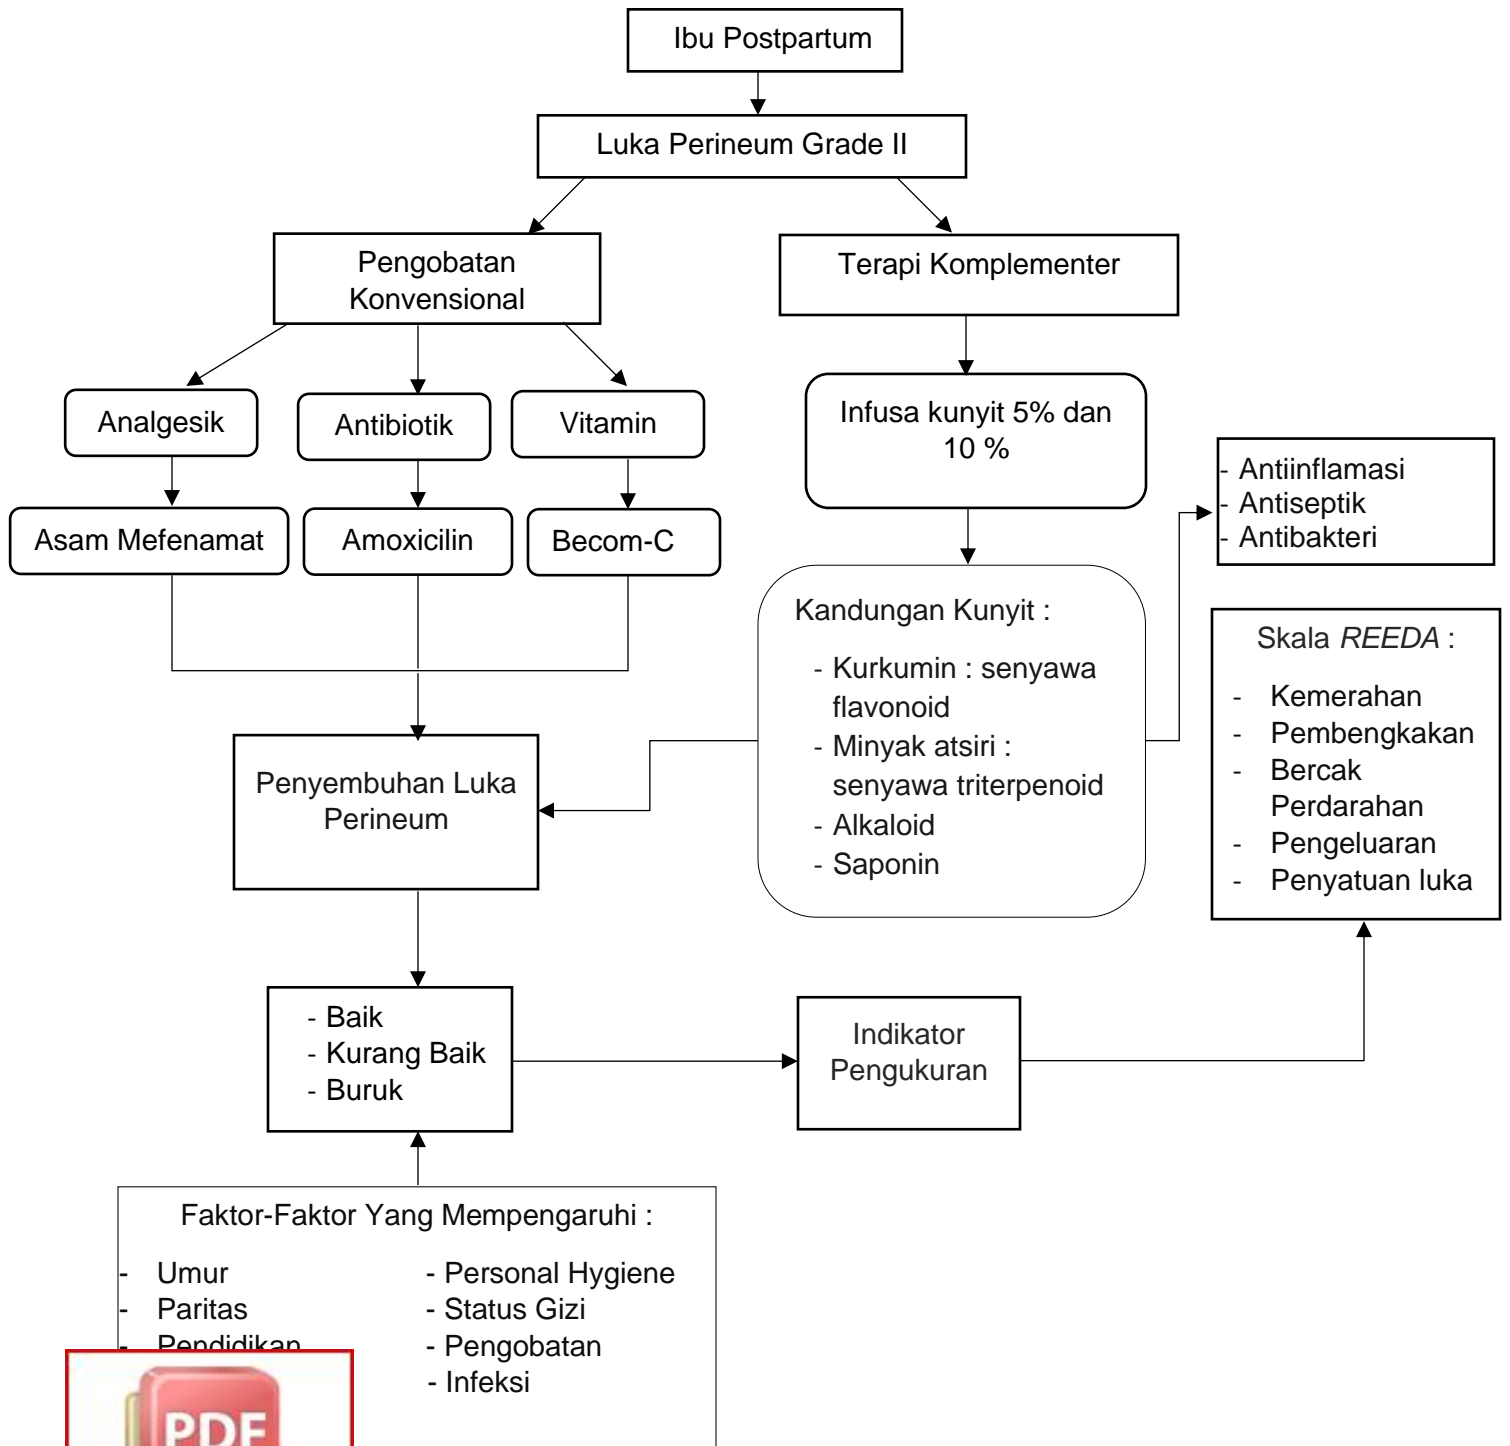 Ibu Postpartum
Luka Perineum Grade II
Pengobatan
Konvensional
Terapi Komplementer
Analgesik
Antibiotik
Vitamin
Infusa kunyit 5% dan
10 %
- Antiinflamasi
- Antiseptik
- Antibakteri
Asam Mefenamat
Amoxicilin
Becom-C
Kandungan Kunyit :
- Kurkumin : senyawa
flavonoid
- Minyak atsiri :
senyawa triterpenoid
- Alkaloid
- Saponin
Skala REEDA :
- Kemerahan
- Pembengkakan
- Bercak
Perdarahan
- Pengeluaran
- Penyatuan luka
Penyembuhan Luka
Perineum
- Baik
- Kurang Baik
- Buruk
Indikator
Pengukuran
Faktor-Faktor Yang Mempengaruhi :
- Umur
- Paritas
- Pendidikan
- Personal Hygiene
- Status Gizi
- Pengobatan
- Infeksi
PDF